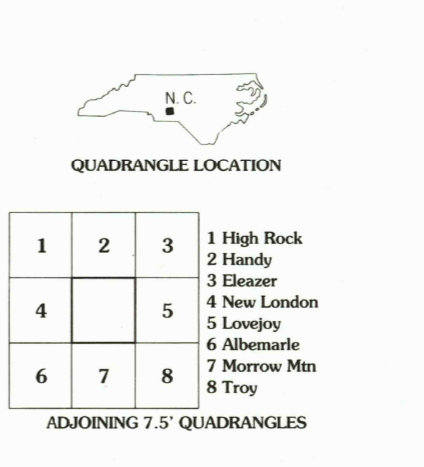 N. C.
QUADRANGLE LOCATION
1 2 3
4 5
6 7 8
1 High Rock
2 Handy
3 Eleazer
4 New London
5 Lovejoy
6 Albemarle
7 Morrow Mtn
8 Troy
ADJOINING 7.5' QUADRANGLES